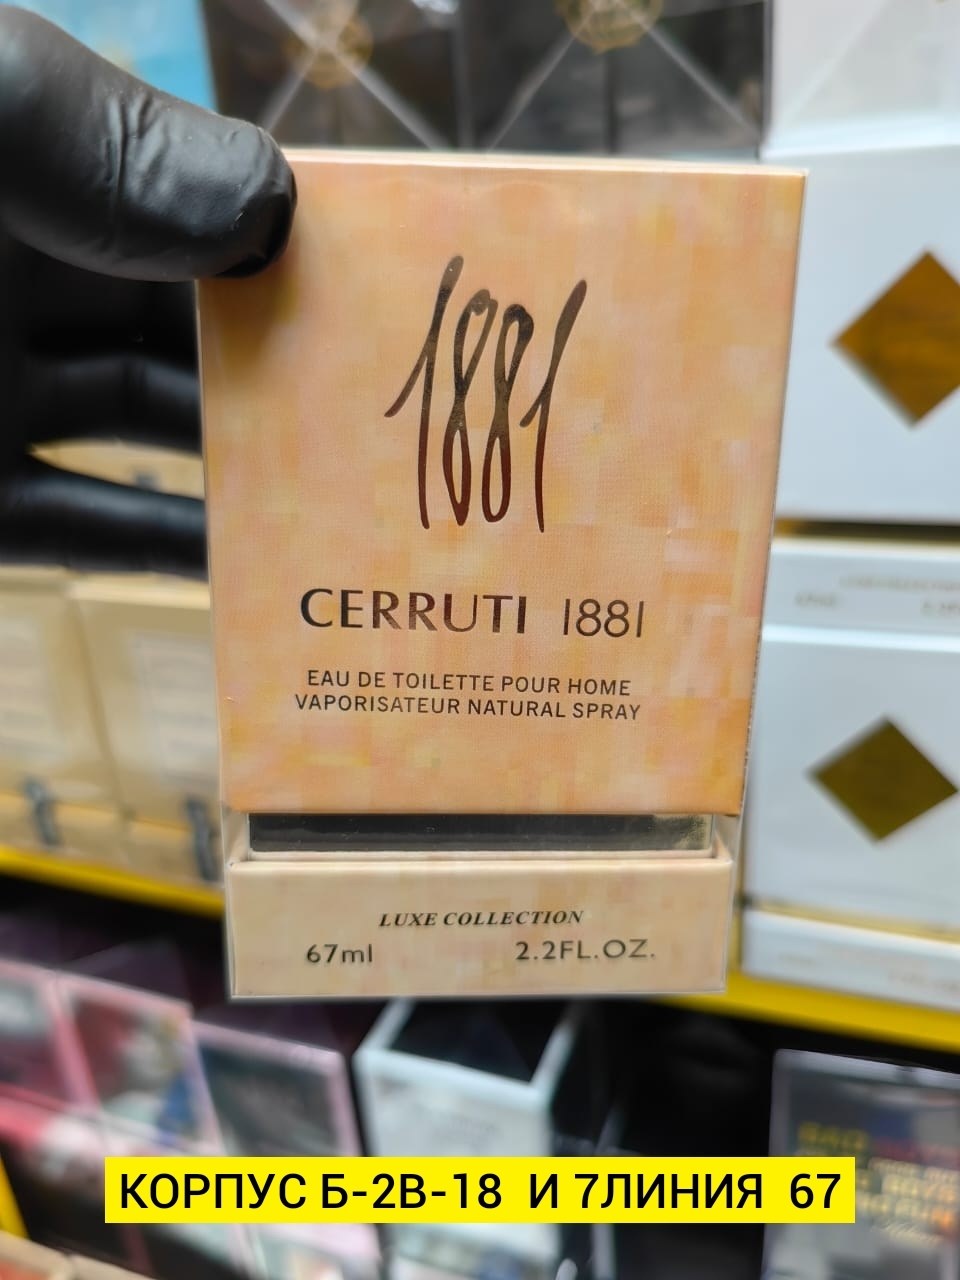 1881
CERRUTI 1881
EAU DE TOILETTE POUR HOME
VAPORISATEUR NATURAL SPRAY
LUXE COLLECTION
67ml 2.2FL.OZ.
КОРПУС Б-2В-18 И 7ЛИНИЯ 67